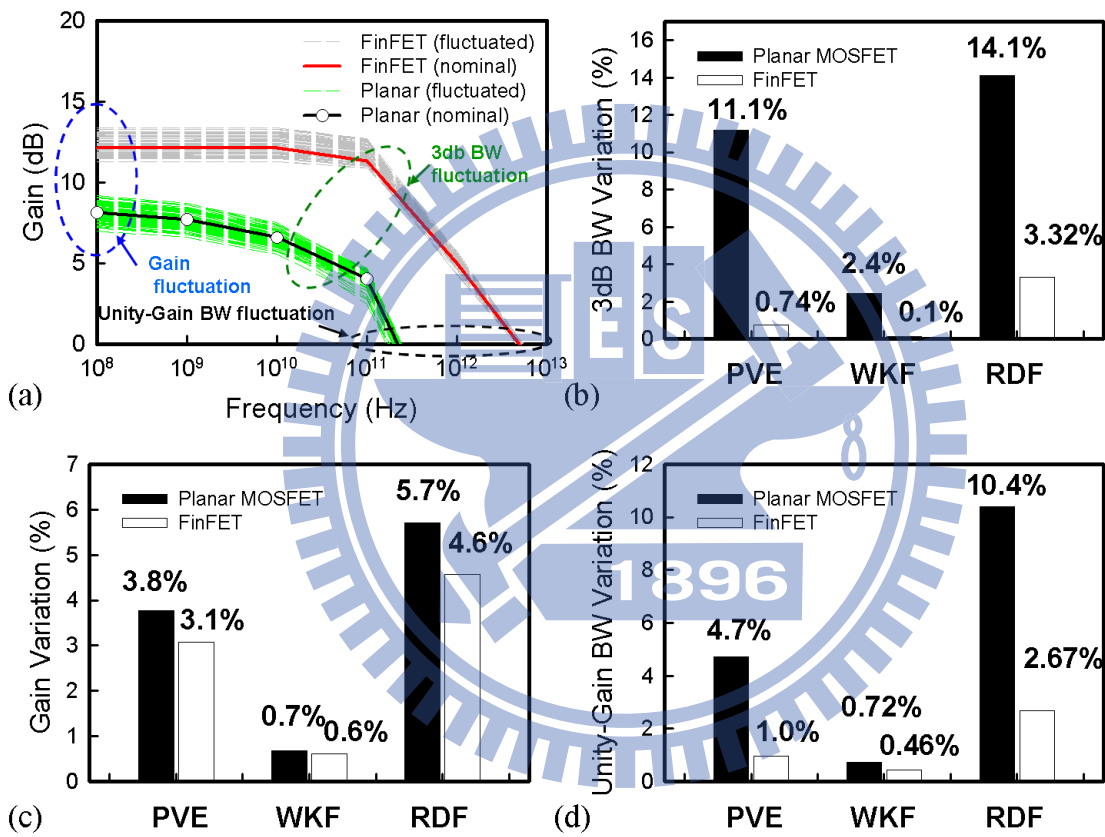 20
15
10
5
0
Gain (dB)
FinFET (fluctuated)
FinFET (nominal)
Planar (fluctuated)
Planar (nominal)
3db BW
fluctuation
Gain
fluctuation
Unity-Gain BW fluctuation
10^8
10^9
10^10
10^11
10^12
10^13
(a)
Frequency (Hz)
16
14
12
10
8
6
4
2
0
3dB BW Variation (%)
Planar MOSFET
FinFET
11.1%
0.74%
2.4%
0.1%
14.1%
3.32%
(b)
PVE
WKF
RDF
7
6
5
4
3
2
1
0
Gain Variation (%)
Planar MOSFET
FinFET
3.8%
3.1%
0.7%
0.6%
5.7%
4.6%
(c)
PVE
WKF
RDF
12
10
8
6
4
2
0
Unity-Gain BW Variation (%)
Planar MOSFET
FinFET
4.7%
1.0%
0.72%
0.46%
10.4%
2.67%
(d)
PVE
WKF
RDF
ES
8
1896